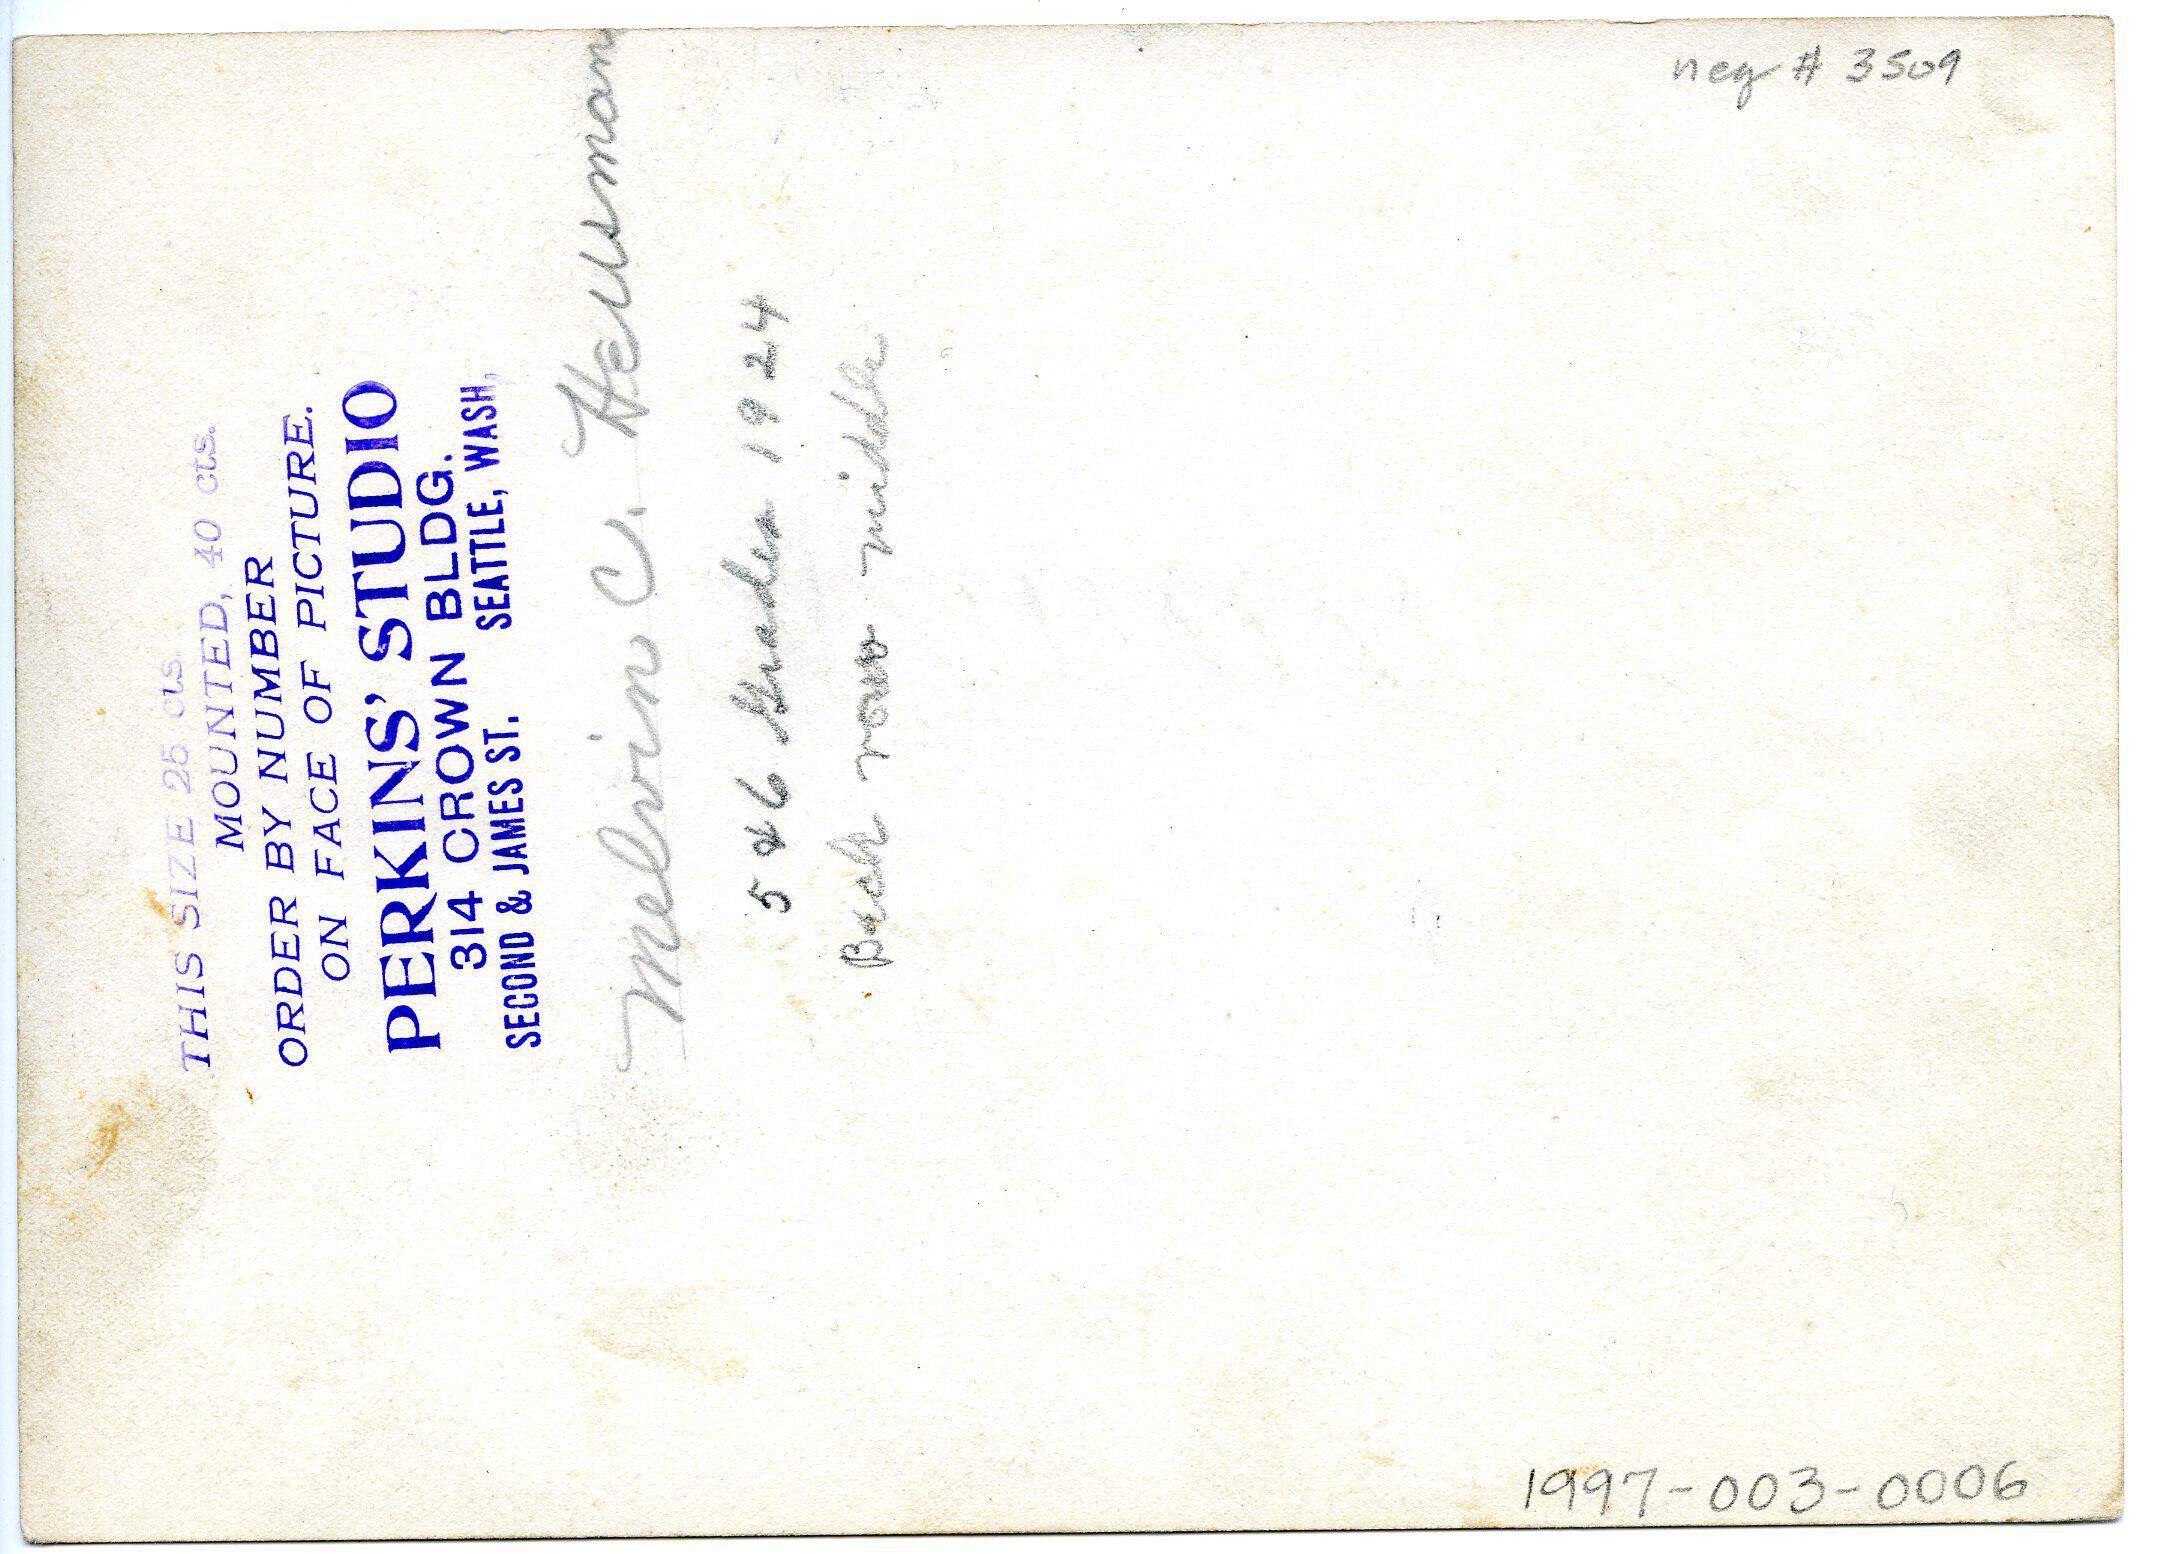 neg # 3509
THIS SIZE 25 cts.
MOUNTED, 40 cts.
ORDER BY NUMBER
ON FACE OF PICTURE.
PERKINS' STUDIO
314 CROWN BLDG.
SECOND & JAMES ST. SEATTLE, WASH,
Melvin C. Heusman
5 & 6 Grades 1924
Back row middle
1997-003-0006